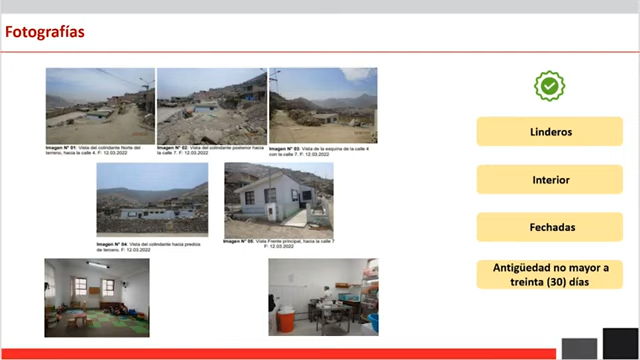 Fotografías
Imagen N° 01: Vista del colindante Norte del
terreno, hacia la calle 4. F: 12.03.2022
Imagen N° 02: Vista del colindante posterior hacia
la calle 7. F: 12.03.2022
Imagen N° 03: Vista de la esquina de la calle 4
con la calle 7. F: 12.03.2022
Imagen N° 04: Vista del colindante hacia predios
de terceros. F: 12.03.2022
Imagen N° 05: Vista Frente principal, hacia la calle 7
F: 12.03.2022
Linderos
Interior
Fechadas
Antigüedad no mayor a
treinta (30) días